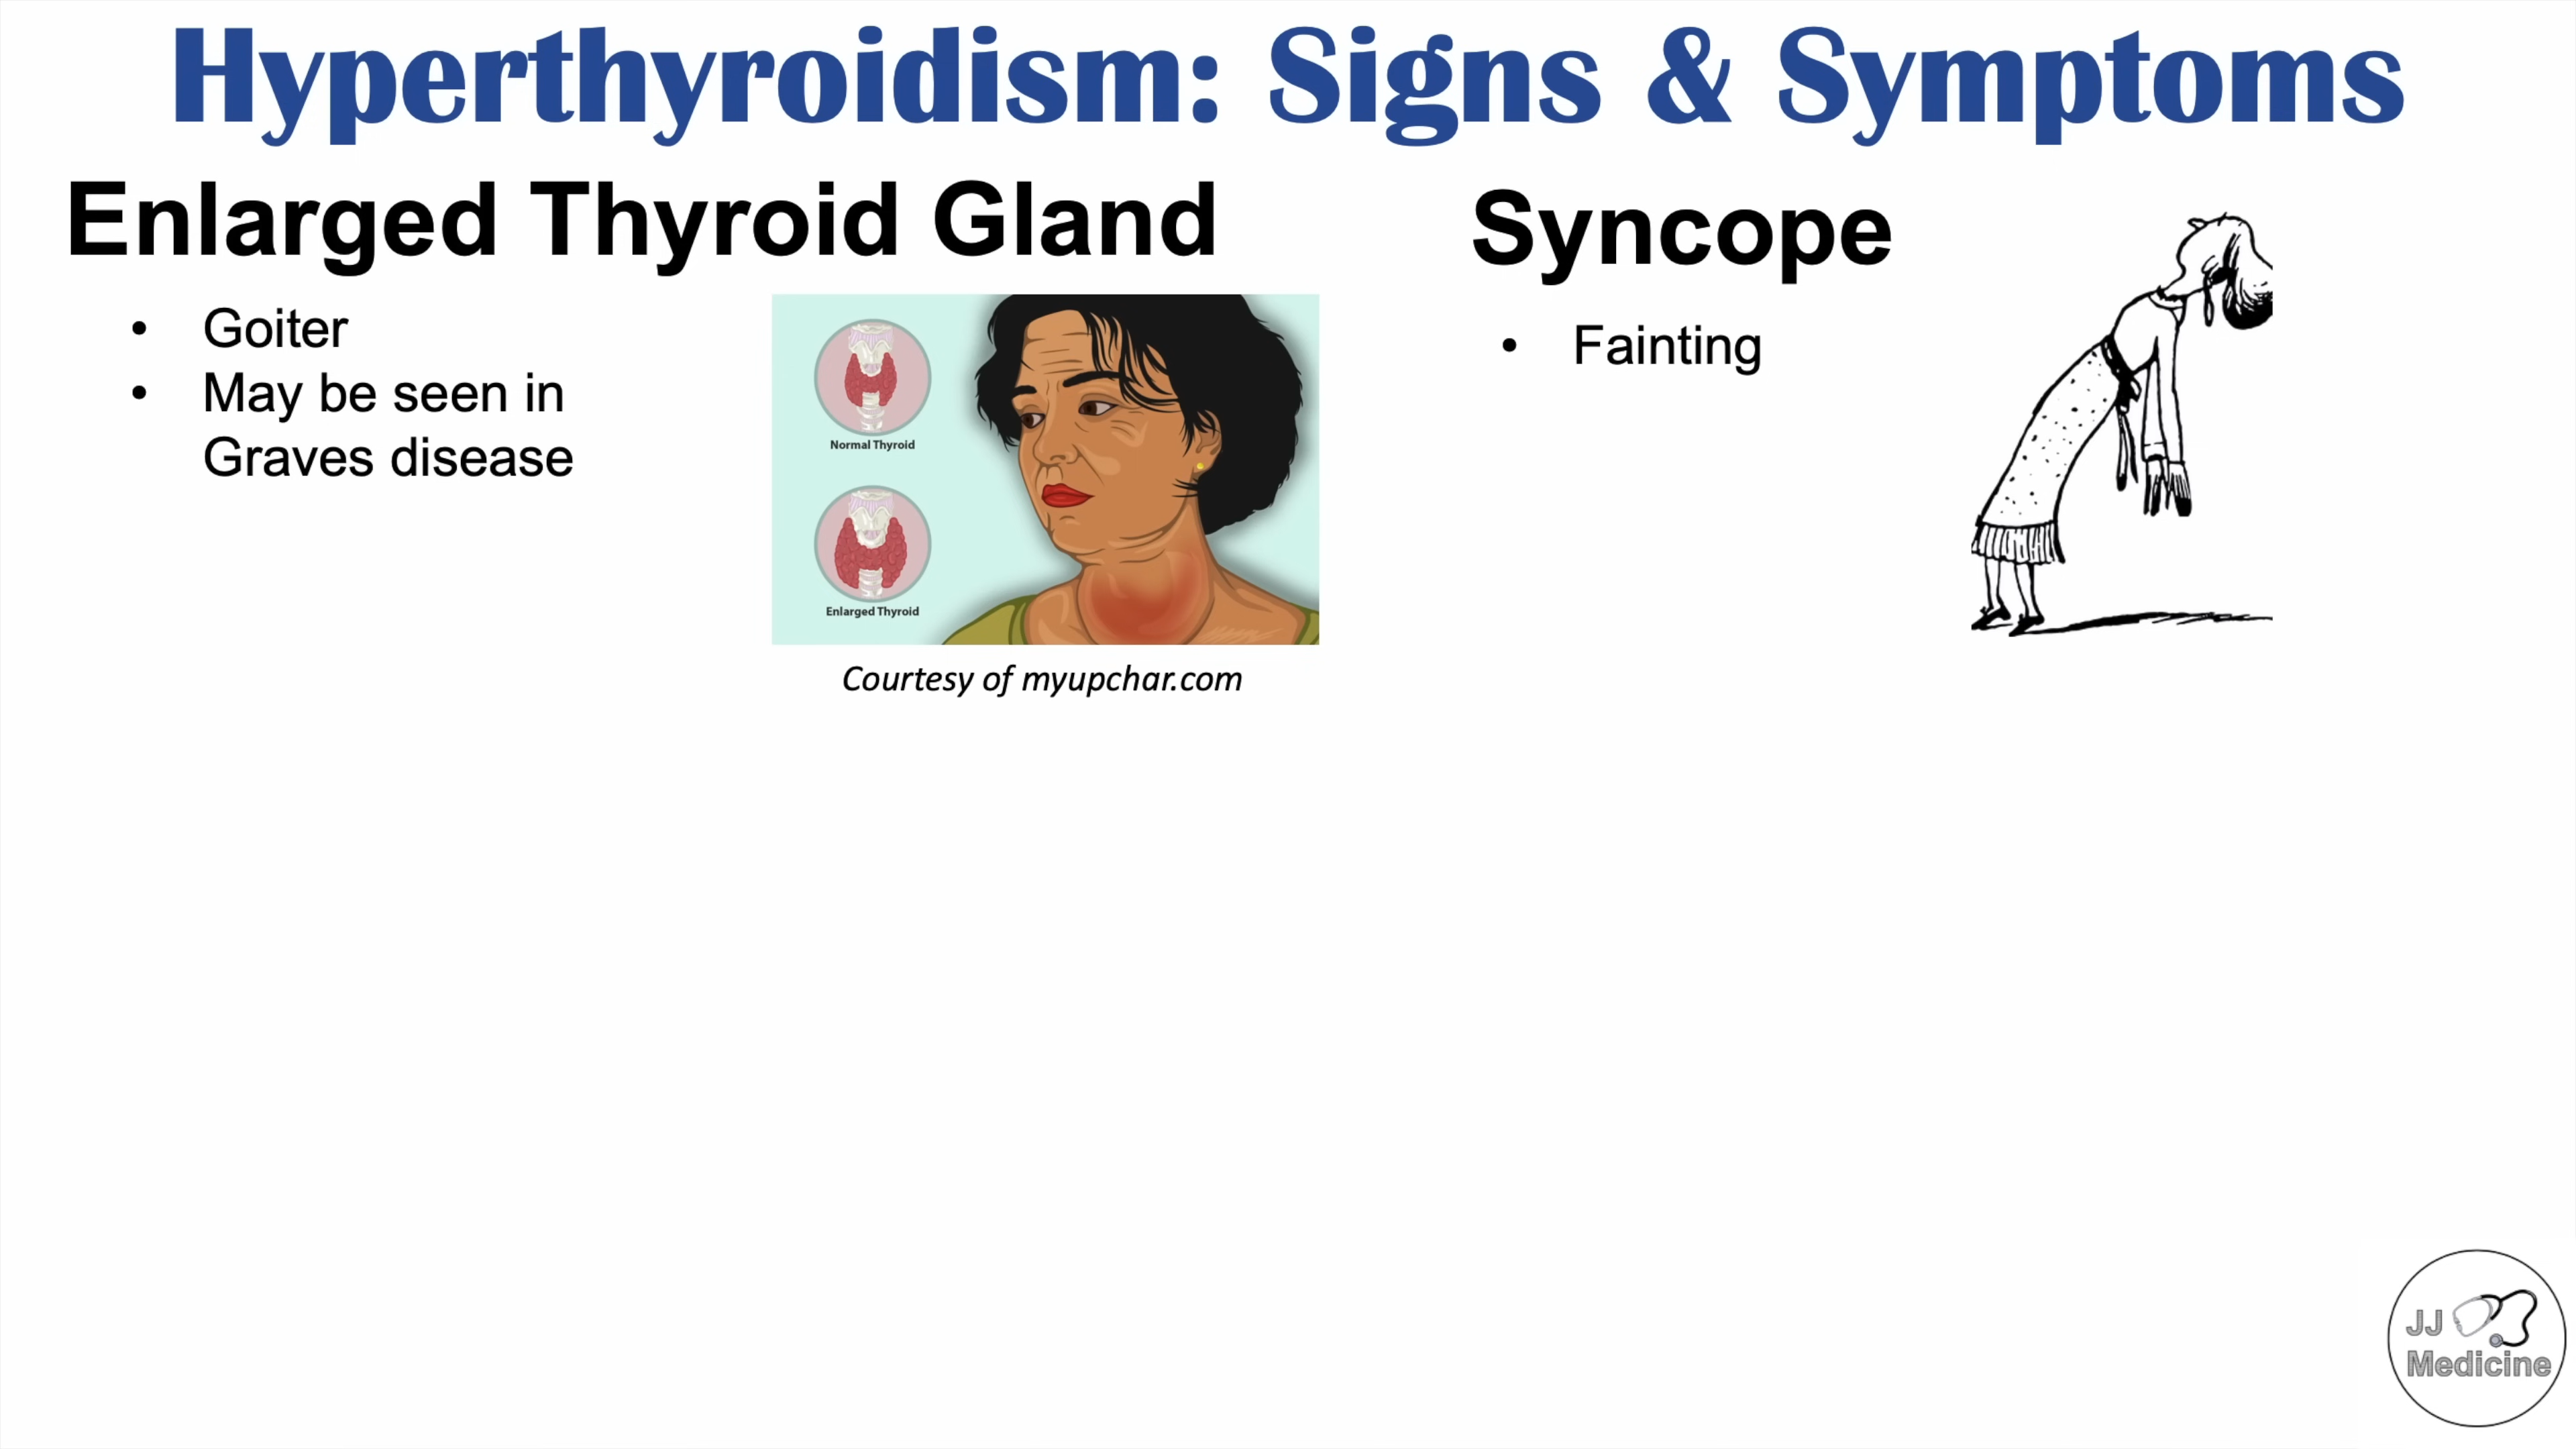 Hyperthyroidism: Signs & Symptoms
Enlarged Thyroid Gland
• Goiter
• May be seen in
Graves disease
Normal Thyroid
Enlarged Thyroid
Courtesy of myupchar.com
Syncope
• Fainting
JJ
Medicine